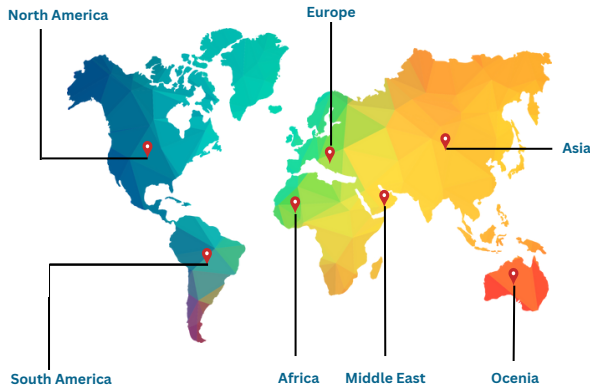 North America
Europe
Asia
South America
Africa
Middle East
Ocenia